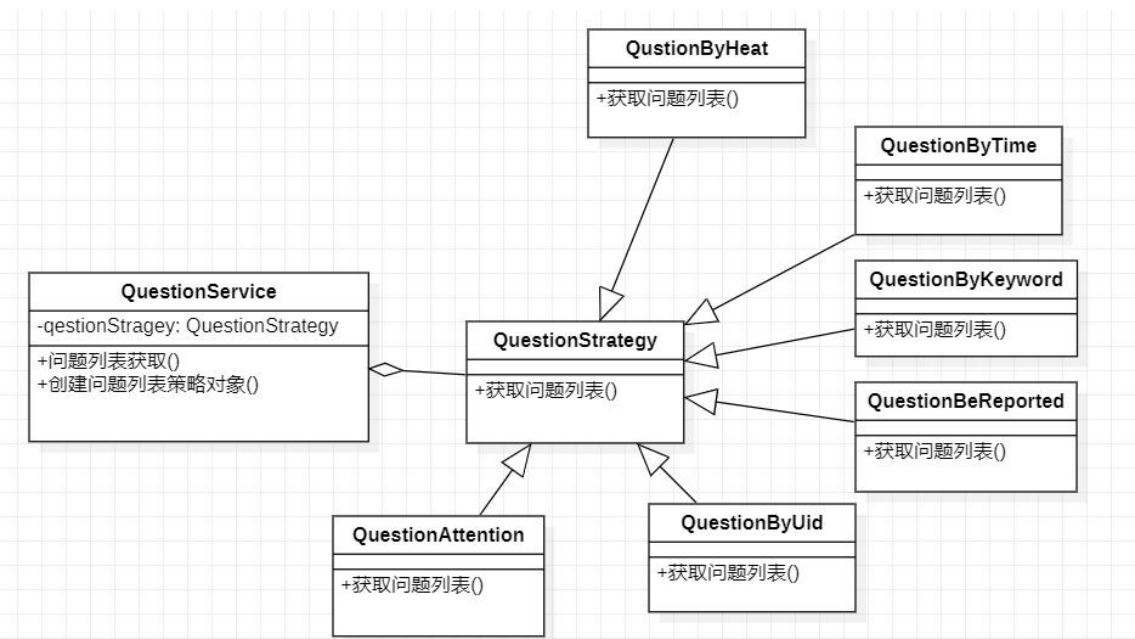 QustionByHeat
+获取问题列表()
QuestionByTime
+获取问题列表()
QuestionService
-qestionStragey: QuestionStrategy
+问题列表获取()
+创建问题列表策略对象()
QuestionByKeyword
+获取问题列表()
QuestionStrategy
+获取问题列表()
QuestionBeReported
+获取问题列表()
QuestionAttention
+获取问题列表()
QuestionByUid
+获取问题列表()